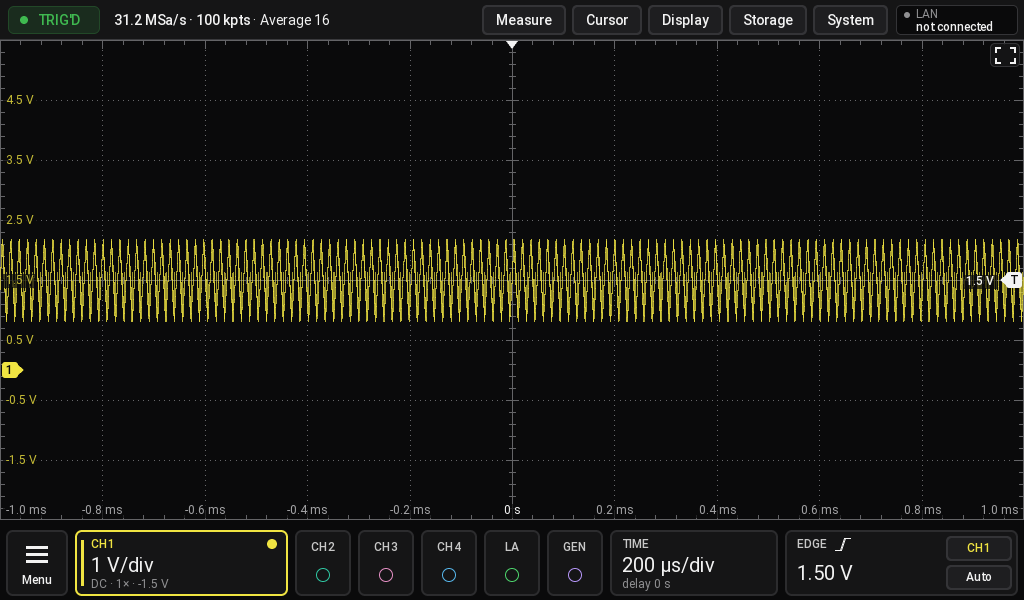 TRIG'D
31.2 MSa/s · 100 kpts · Average 16
Measure
Cursor
Display
Storage
System
LAN
not connected
4.5 V
3.5 V
2.5 V
1.5 V
1.5 V
T
0.5 V
1
-0.5 V
-1.5 V
-1.0 ms
-0.8 ms
-0.6 ms
-0.4 ms
-0.2 ms
0 s
0.2 ms
0.4 ms
0.6 ms
0.8 ms
1.0 ms
Menu
CH1
1 V/div
DC · 1× · -1.5 V
CH2
CH3
CH4
LA
GEN
TIME
200 µs/div
delay 0 s
EDGE
1.50 V
CH1
Auto